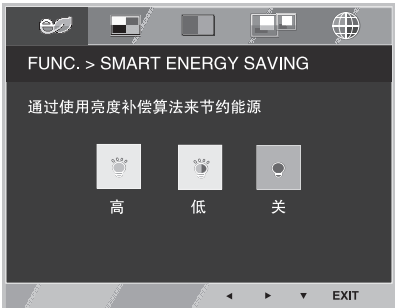 FUNC. > SMART ENERGY SAVING
通过使用亮度补偿算法来节约能源
高 低 关
◄ ► ▼ EXIT